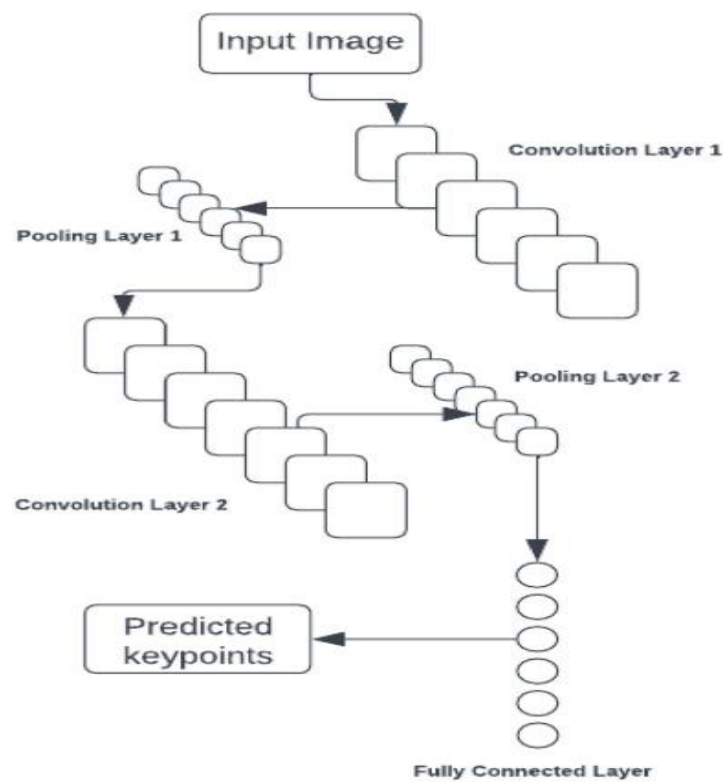 Input Image
Convolution Layer 1
Pooling Layer 1
Pooling Layer 2
Convolution Layer 2
Predicted
keypoints
Fully Connected Layer